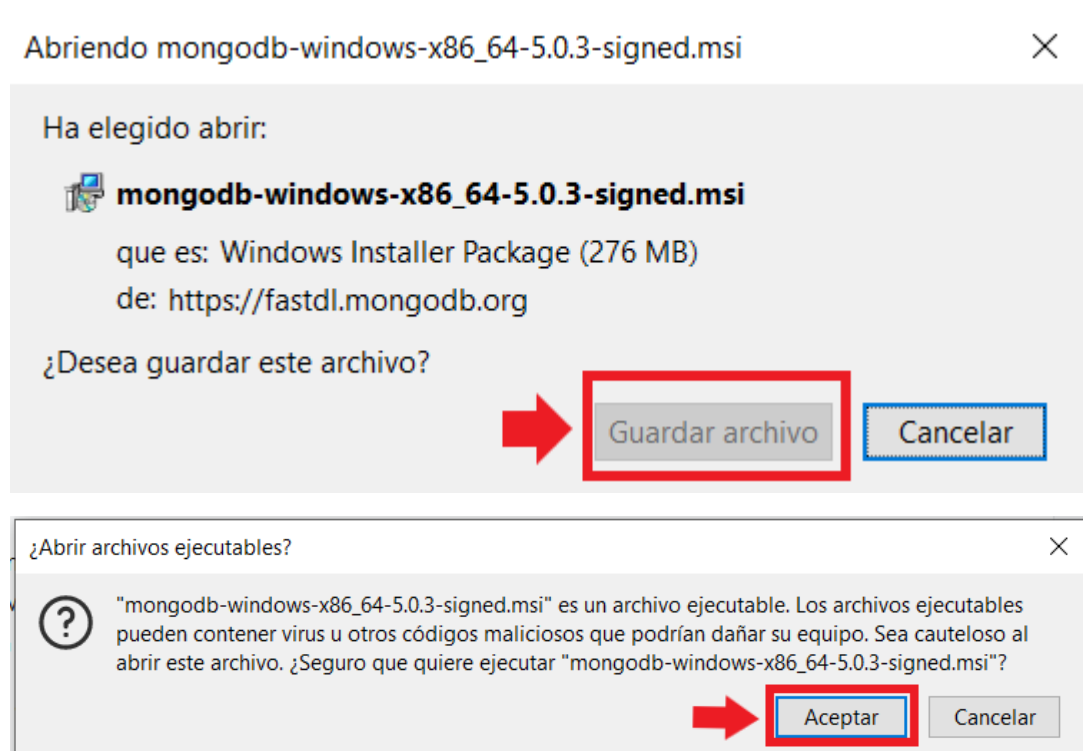 Abriendo mongodb-windows-x86_64-5.0.3-signed.msi
Ha elegido abrir:
mongodb-windows-x86_64-5.0.3-signed.msi
que es: Windows Installer Package (276 MB)
de: https://fastdl.mongodb.org
¿Desea guardar este archivo?
Guardar archivo Cancelar
¿Abrir archivos ejecutables?
"mongodb-windows-x86_64-5.0.3-signed.msi" es un archivo ejecutable. Los archivos ejecutables
pueden contener virus u otros códigos maliciosos que podrían dañar su equipo. Sea cauteloso al
abrir este archivo. ¿Seguro que quiere ejecutar "mongodb-windows-x86_64-5.0.3-signed.msi"?
Aceptar Cancelar